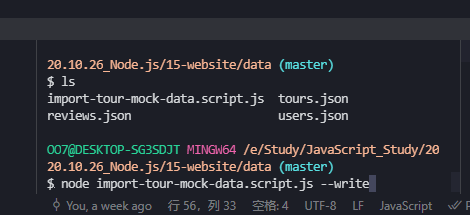 20.10.26_Node.js/15-website/data (master)
$ ls
import-tour-mock-data.script.js  tours.json
reviews.json                     users.json
OO7@DESKTOP-SG3SDJT MINGW64 /e/Study/JavaScript_Study/20
20.10.26_Node.js/15-website/data (master)
$ node import-tour-mock-data.script.js --write
You, a week ago  行 56，列 33  空格: 4  UTF-8  LF  JavaScript